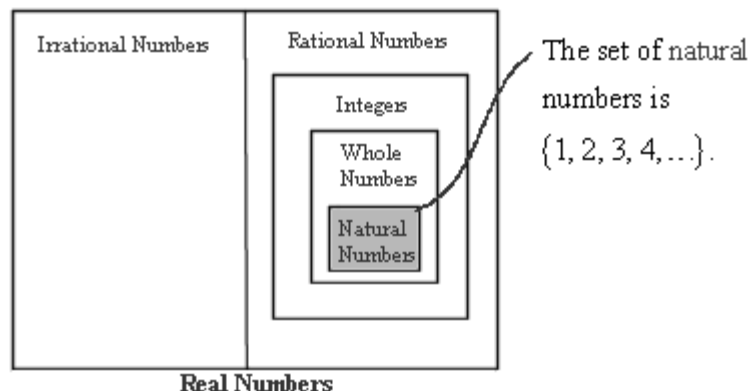 Irrational Numbers
Rational Numbers
Integers
Whole
Numbers
Natural
Numbers
Real Numbers
The set of natural
numbers is
{1, 2, 3, 4, …}.